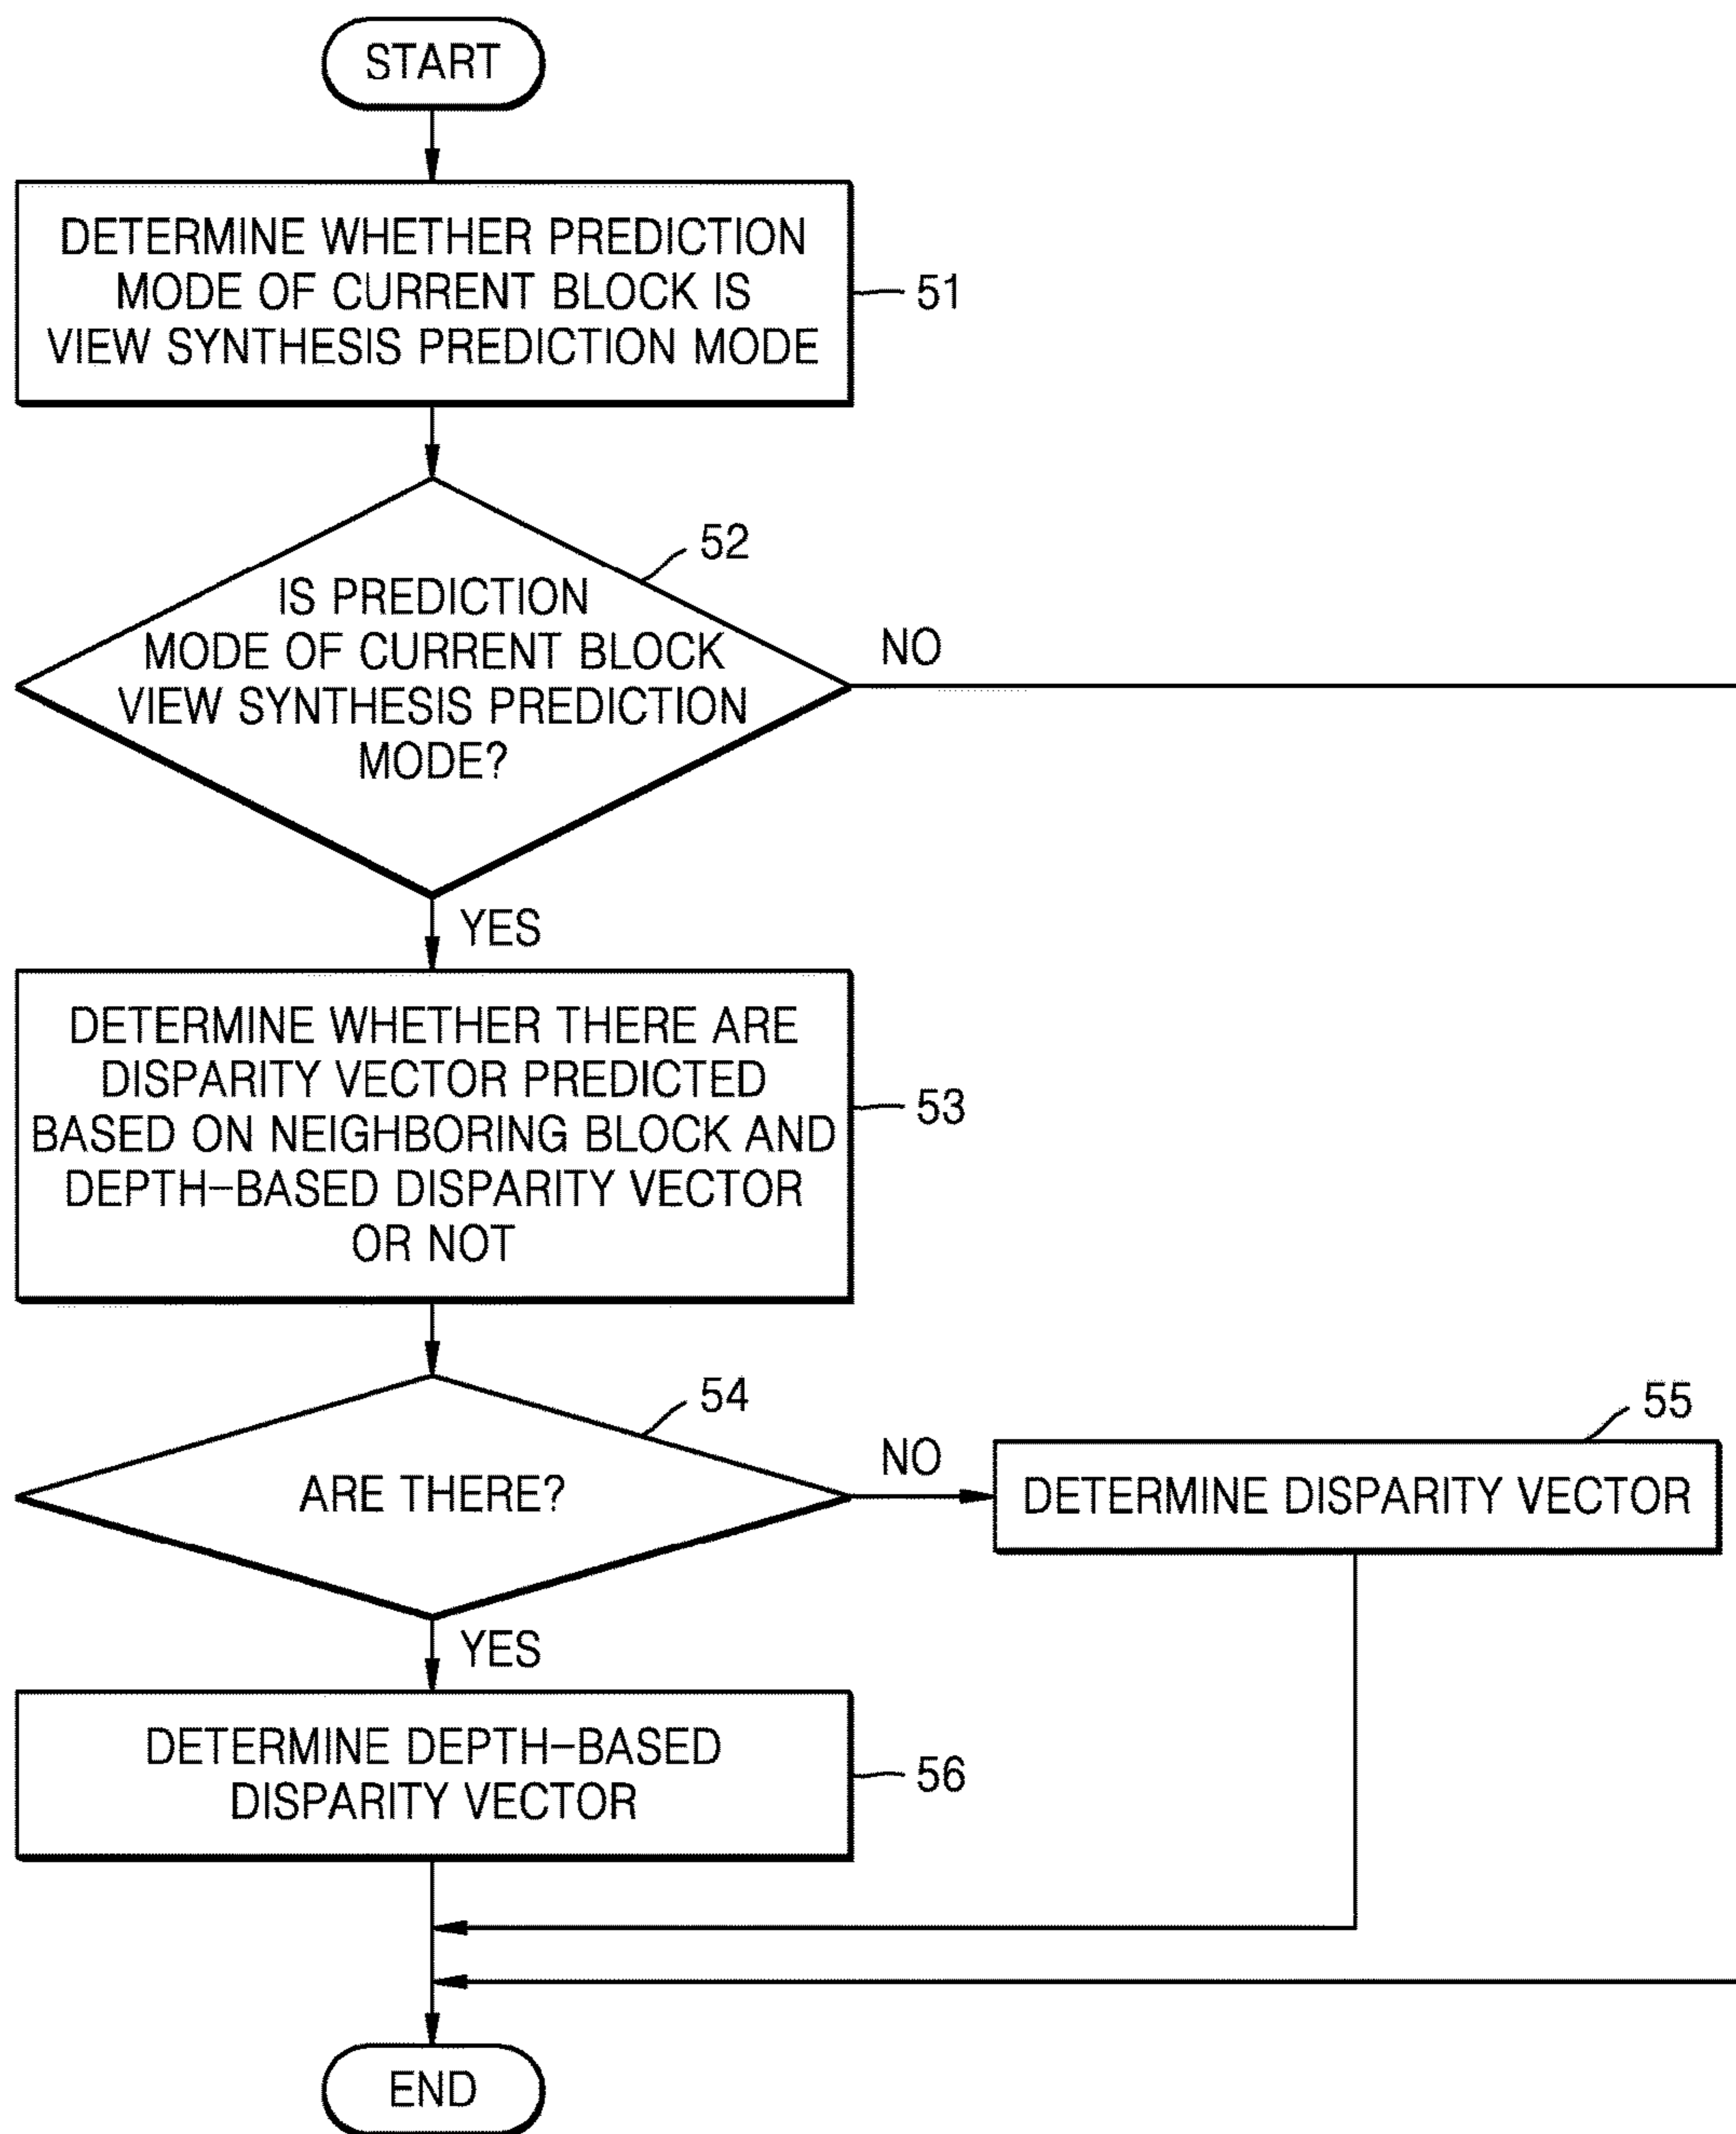 START
DETERMINE WHETHER PREDICTION
MODE OF CURRENT BLOCK IS
VIEW SYNTHESIS PREDICTION MODE
51
52
IS PREDICTION
MODE OF CURRENT BLOCK
VIEW SYNTHESIS PREDICTION
MODE?
NO
YES
DETERMINE WHETHER THERE ARE
DISPARITY VECTOR PREDICTED
BASED ON NEIGHBORING BLOCK AND
DEPTH-BASED DISPARITY VECTOR
OR NOT
53
54
ARE THERE?
NO
55
DETERMINE DISPARITY VECTOR
YES
DETERMINE DEPTH-BASED
DISPARITY VECTOR
56
END